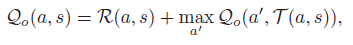 𝒬ₒ(a, s) = ℛ(a, s) + max_{a′} 𝒬ₒ(a′, 𝒯(a, s)),